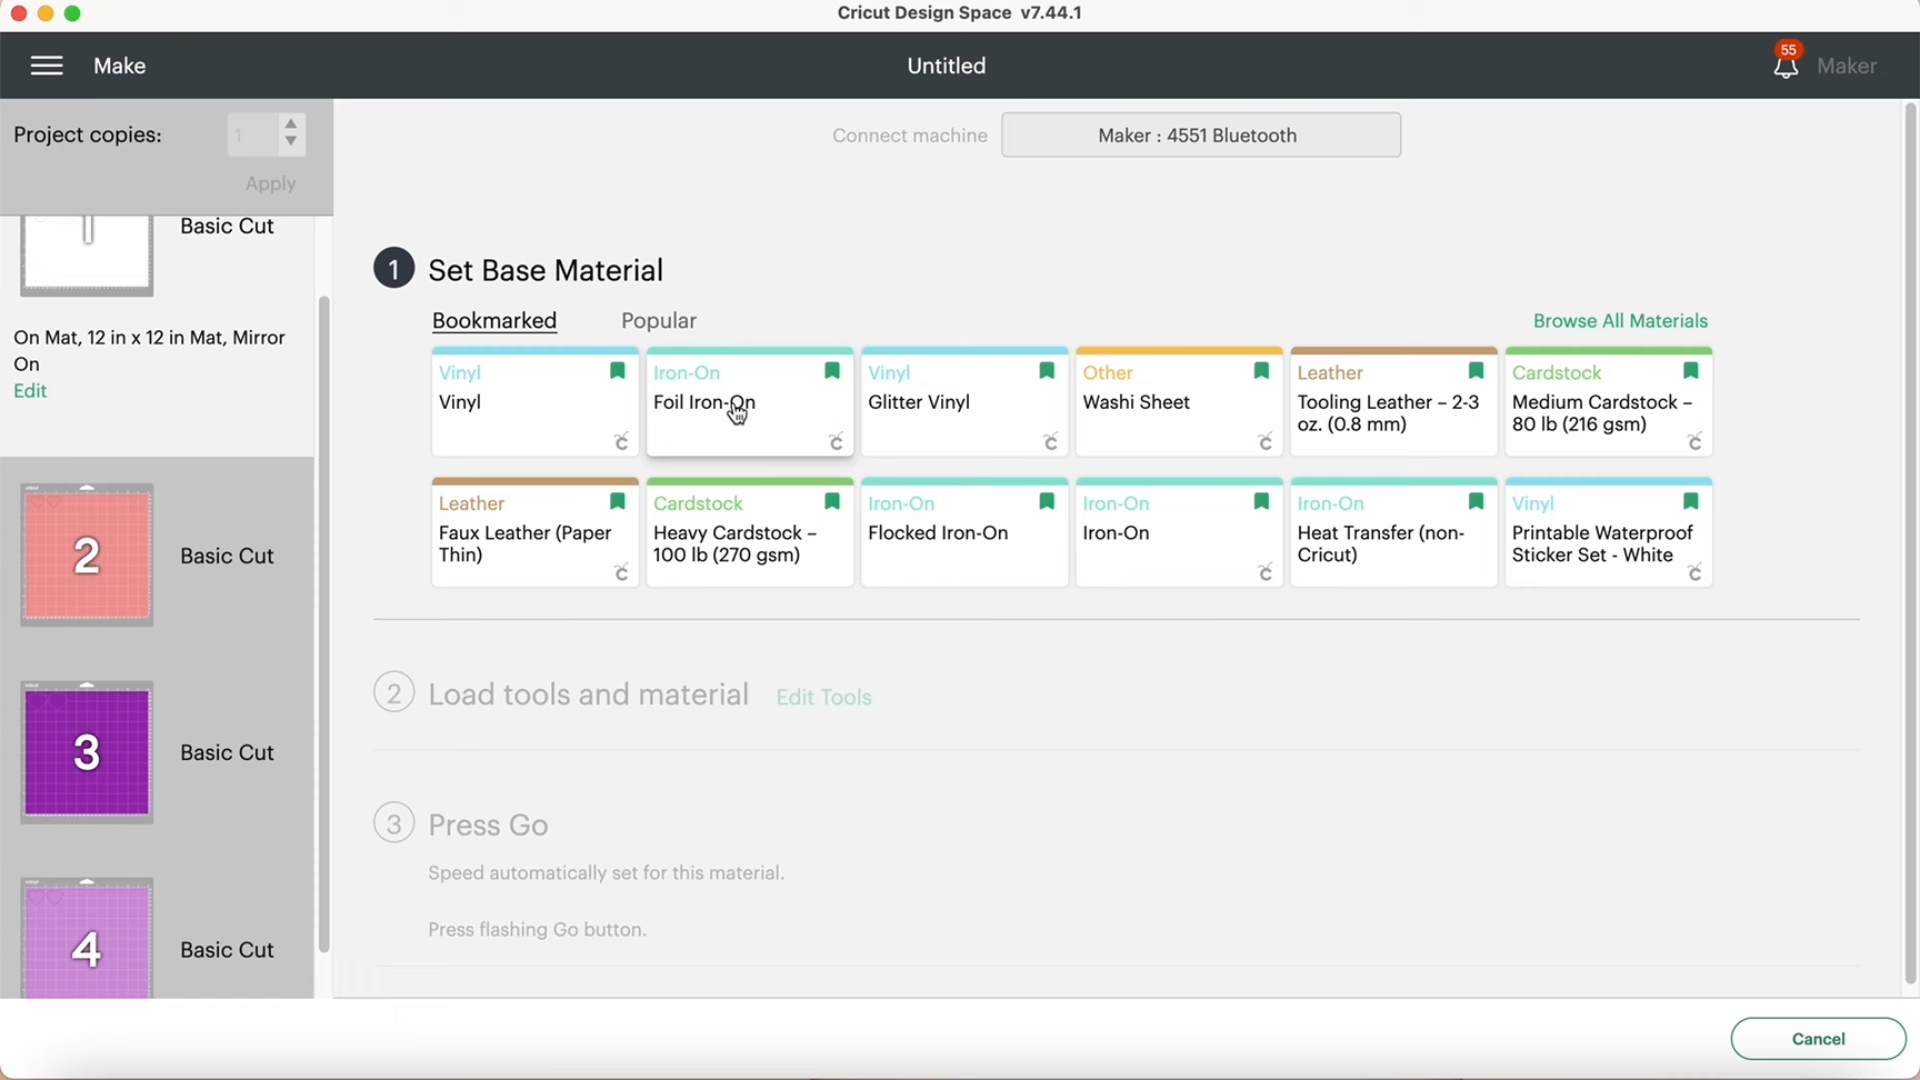 Cricut Design Space v7.44.1
Make
Untitled
55
Maker
Project copies:
1
Apply
Connect machine
Maker : 4551 Bluetooth
1
Basic Cut
On Mat, 12 in x 12 in Mat, Mirror
On
Edit
2
Basic Cut
3
Basic Cut
4
Basic Cut
1
Set Base Material
Bookmarked
Popular
Browse All Materials
Vinyl
Vinyl
Iron-On
Foil Iron-On
Vinyl
Glitter Vinyl
Other
Washi Sheet
Leather
Tooling Leather – 2-3
oz. (0.8 mm)
Cardstock
Medium Cardstock –
80 lb (216 gsm)
Leather
Faux Leather (Paper
Thin)
Cardstock
Heavy Cardstock –
100 lb (270 gsm)
Iron-On
Flocked Iron-On
Iron-On
Iron-On
Iron-On
Heat Transfer (non-
Cricut)
Vinyl
Printable Waterproof
Sticker Set - White
2
Load tools and material
Edit Tools
3
Press Go
Speed automatically set for this material.
Press flashing Go button.
Cancel